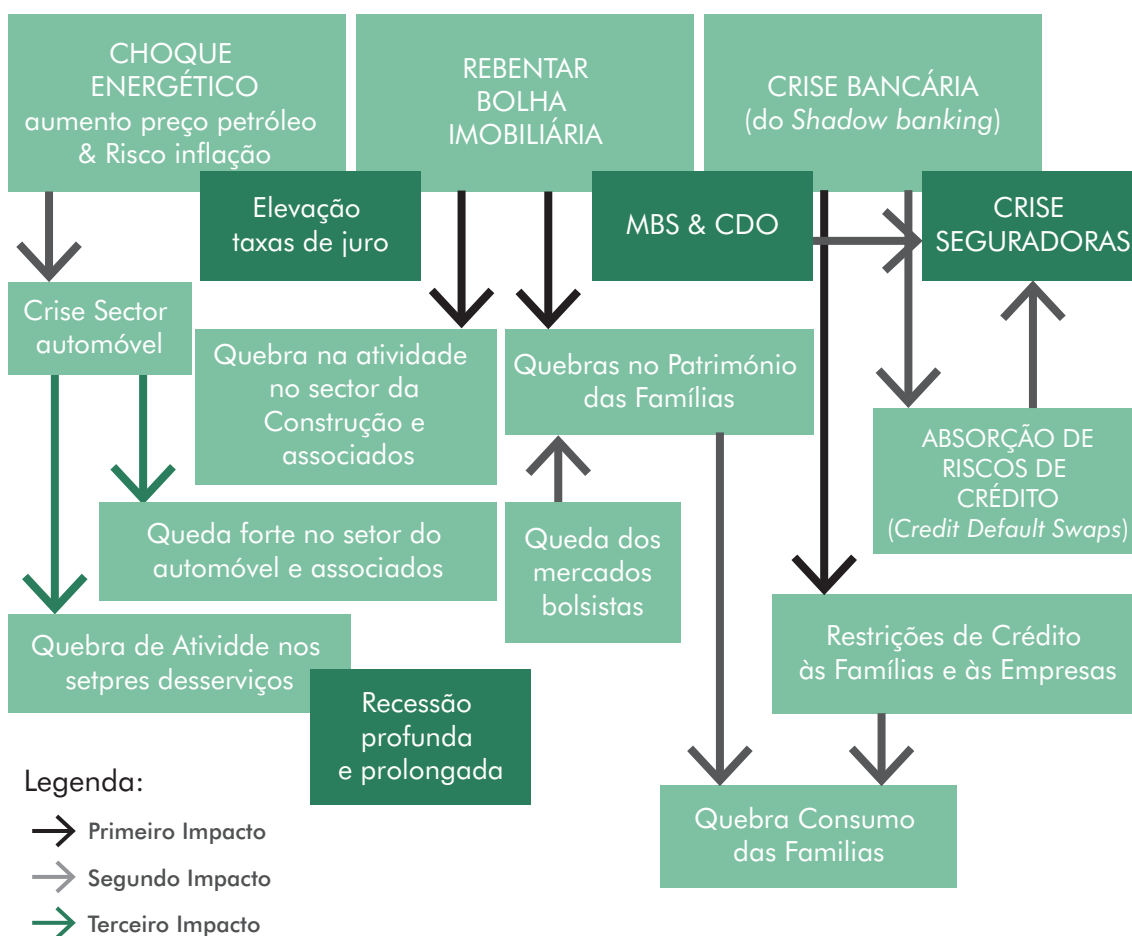 CHOQUE
ENERGÉTICO
aumento preço petróleo
& Risco inflação
REBENTAR
BOLHA
IMOBILIÁRIA
CRISE BANCÁRIA
(do Shadow banking)
Elevação
taxas de juro
MBS & CDO
CRISE
SEGURADORAS
Crise Sector
automóvel
Quebra na atividade
no sector da
Construção e
associados
Quebras no Património
das Famílias
ABSORÇÃO DE
RISCOS DE
CRÉDITO
(Credit Default Swaps)
Queda forte no setor do
automóvel e associados
Queda dos
mercados
bolsistas
Quebra de Atividde nos
setpres desserviços
Restrições de Crédito
às Famílias e às Empresas
Recessão
profunda
e prolongada
Quebra Consumo
das Familias
Legenda:
Primeiro Impacto
Segundo Impacto
Terceiro Impacto